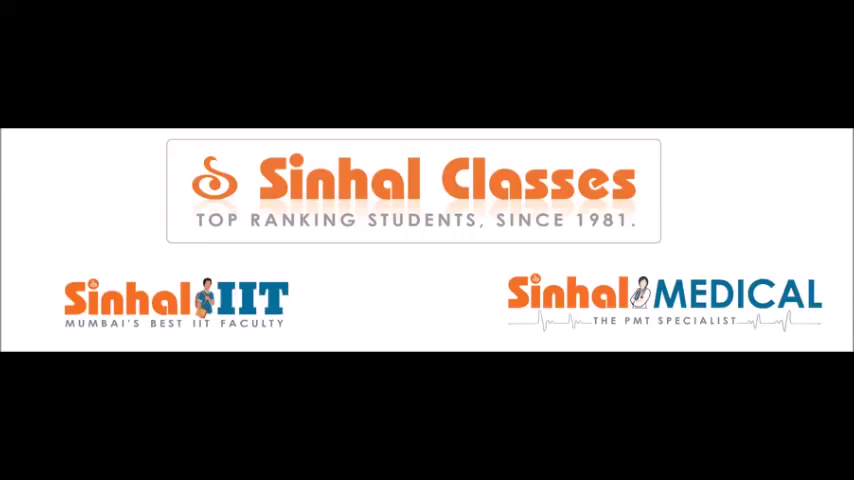 Sinhal Classes
TOP RANKING STUDENTS, SINCE 1981.
Sinhal IIT
MUMBAI'S BEST IIT FACULTY
Sinhal MEDICAL
THE PMT SPECIALIST